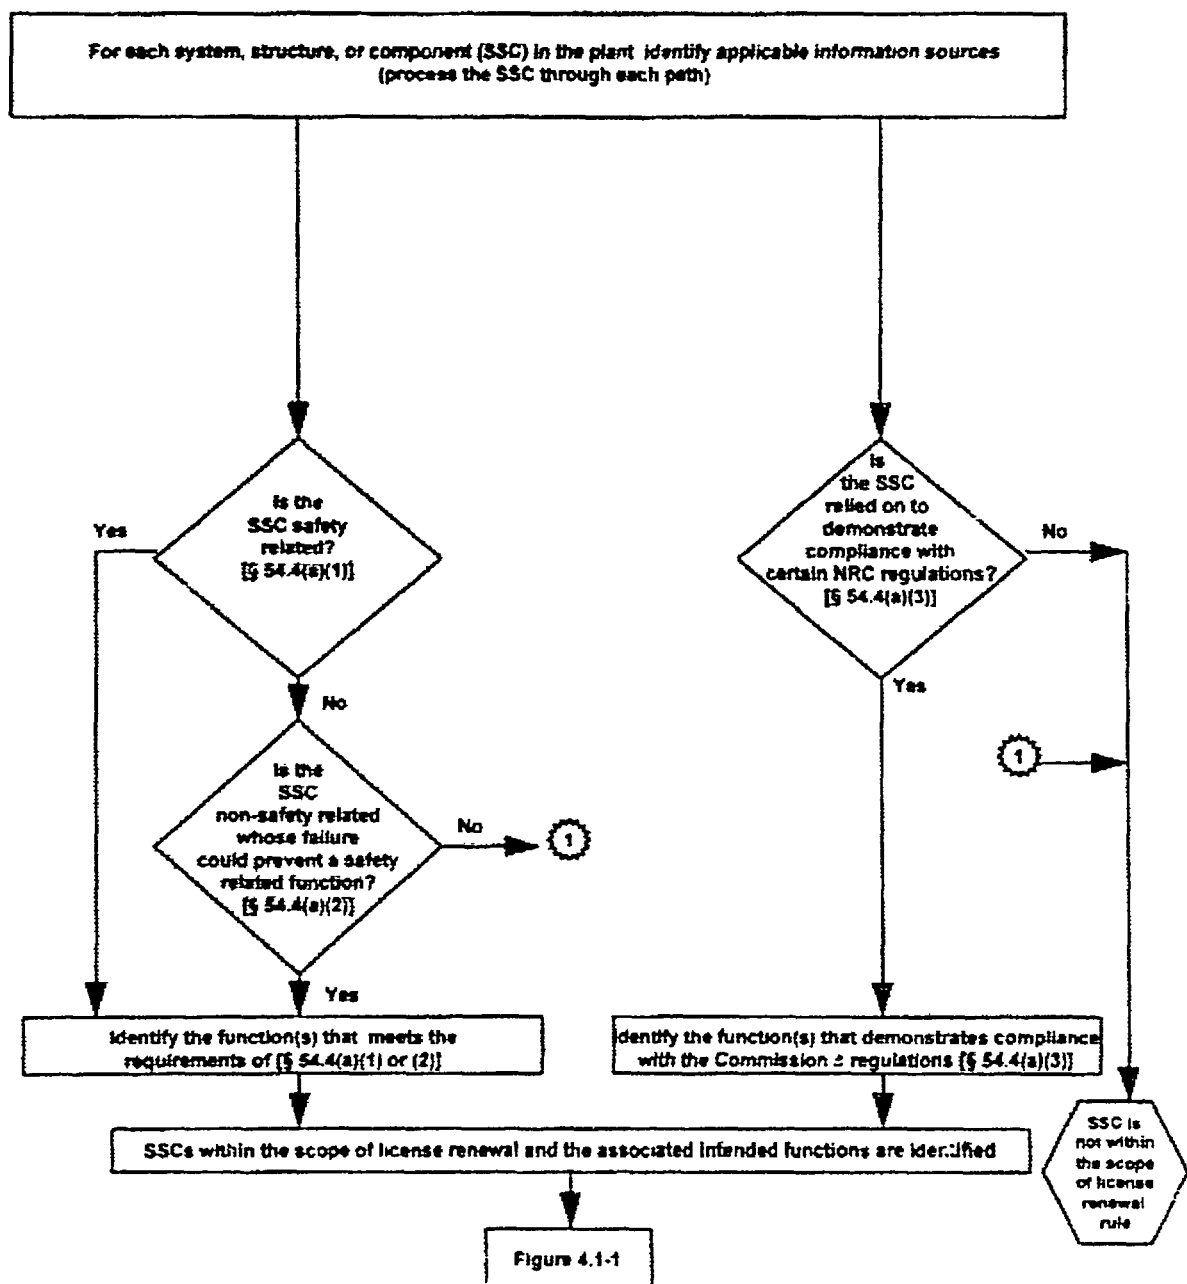 For each system, structure, or component (SSC) in the plant identify applicable information sources
(process the SSC through each path)
Is the
SSC safety
related?
[§ 54.4(a)(1)]
Yes
No
Is
the SSC
relied on to
demonstrate
compliance with
certain NRC regulations?
[§ 54.4(a)(3)]
No
Yes
1
Is the
SSC
non-safety related
whose failure
could prevent a safety
related function?
[§ 54.4(a)(2)]
No
1
Yes
Identify the function(s) that meets the
requirements of [§ 54.4(a)(1) or (2)]
Identify the function(s) that demonstrates compliance
with the Commission s regulations [§ 54.4(a)(3)]
SSCs within the scope of license renewal and the associated intended functions are identified
SSC is
not within
the scope
of license
renewal
rule
Figure 4.1-1